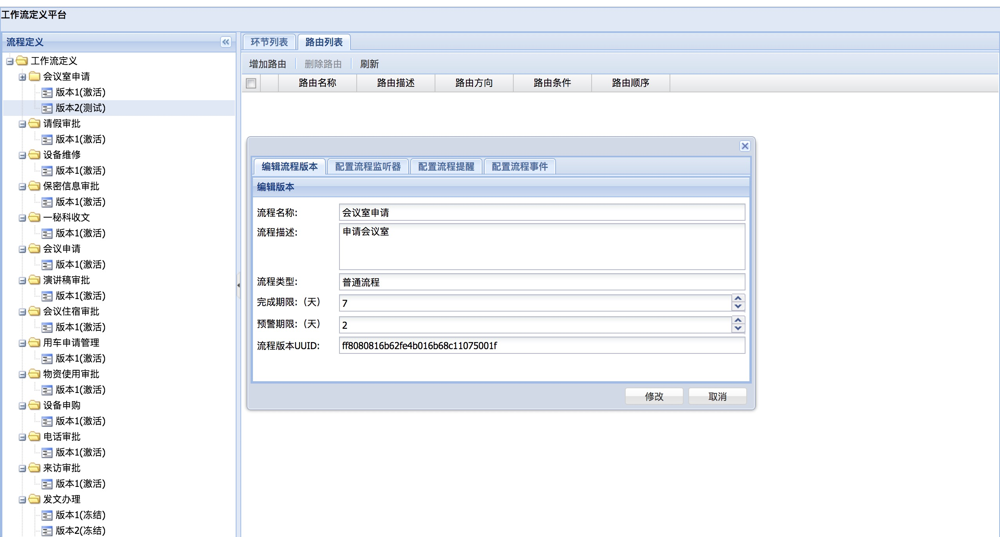 工作流定义平台
流程定义
工作流定义
会议室申请
版本1(激活)
版本2(测试)
请假审批
版本1(激活)
设备维修
版本1(激活)
保密信息审批
版本1(激活)
一秘科收文
版本1(激活)
会议申请
版本1(激活)
演讲稿审批
版本1(激活)
会议住宿审批
版本1(激活)
用车申请管理
版本1(激活)
物资使用审批
版本1(激活)
设备申购
版本1(激活)
电话审批
版本1(激活)
来访审批
版本1(激活)
发文办理
版本1(冻结)
版本2(冻结)
环节列表 路由列表
增加路由 删除路由 刷新
路由名称 路由描述 路由方向 路由条件 路由顺序
编辑流程版本 配置流程监听器 配置流程提醒 配置流程事件
编辑版本
流程名称: 会议室申请
流程描述: 申请会议室
流程类型: 普通流程
完成期限:（天） 7
预警期限:（天） 2
流程版本UUID: ff8080816b62fe4b016b68c11075001f
修改 取消